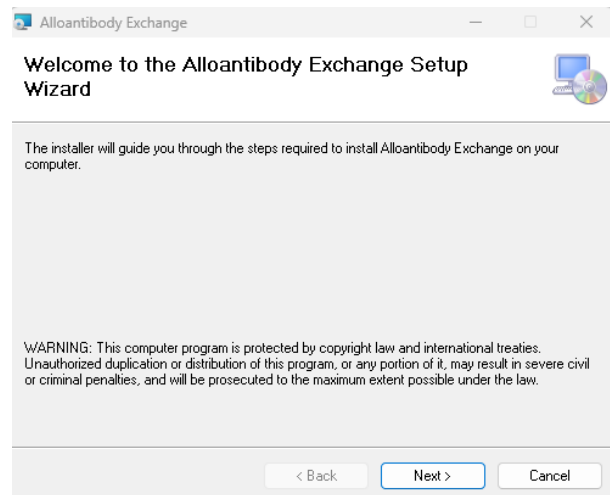 Alloantibody Exchange
Welcome to the Alloantibody Exchange Setup
Wizard
The installer will guide you through the steps required to install Alloantibody Exchange on your
computer.
WARNING: This computer program is protected by copyright law and international treaties.
Unauthorized duplication or distribution of this program, or any portion of it, may result in severe civil
or criminal penalties, and will be prosecuted to the maximum extent possible under the law.
< Back
Next >
Cancel